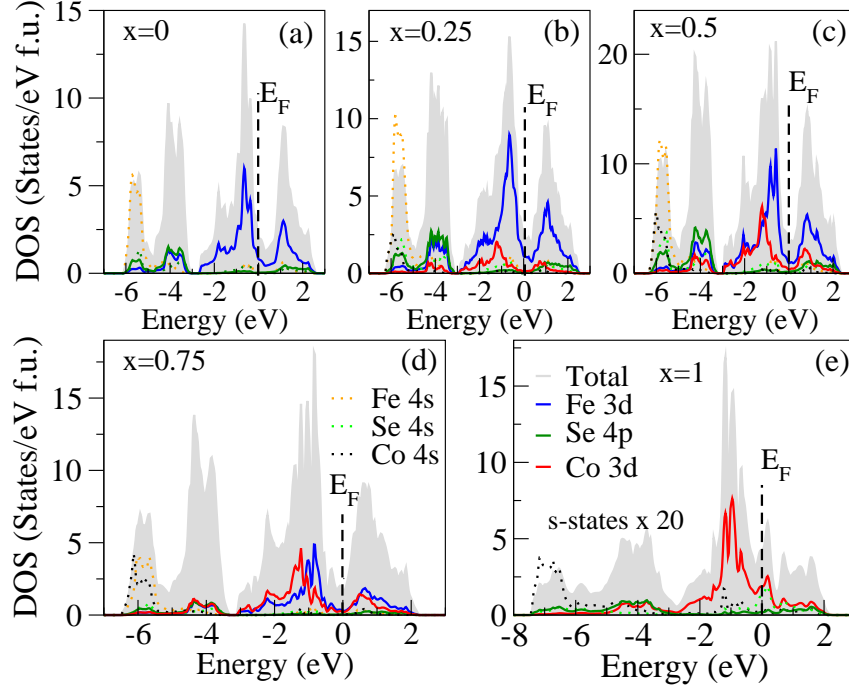 x=0 (a)
E_F
DOS (States/eV f.u.)
15
10
5
0
-6 -4 -2 0 2
Energy (eV)
x=0.25 (b)
E_F
15
10
5
0
-6 -4 -2 0 2
Energy (eV)
x=0.5 (c)
E_F
20
10
0
-6 -4 -2 0 2
Energy (eV)
x=0.75 (d)
Fe 4s
Se 4s
Co 4s
E_F
DOS (States/eV f.u.)
15
10
5
0
-6 -4 -2 0 2
Energy (eV)
Total x=1 (e)
Fe 3d
Se 4p
Co 3d
E_F
s-states x 20
15
10
5
0
-8 -6 -4 -2 0 2
Energy (eV)